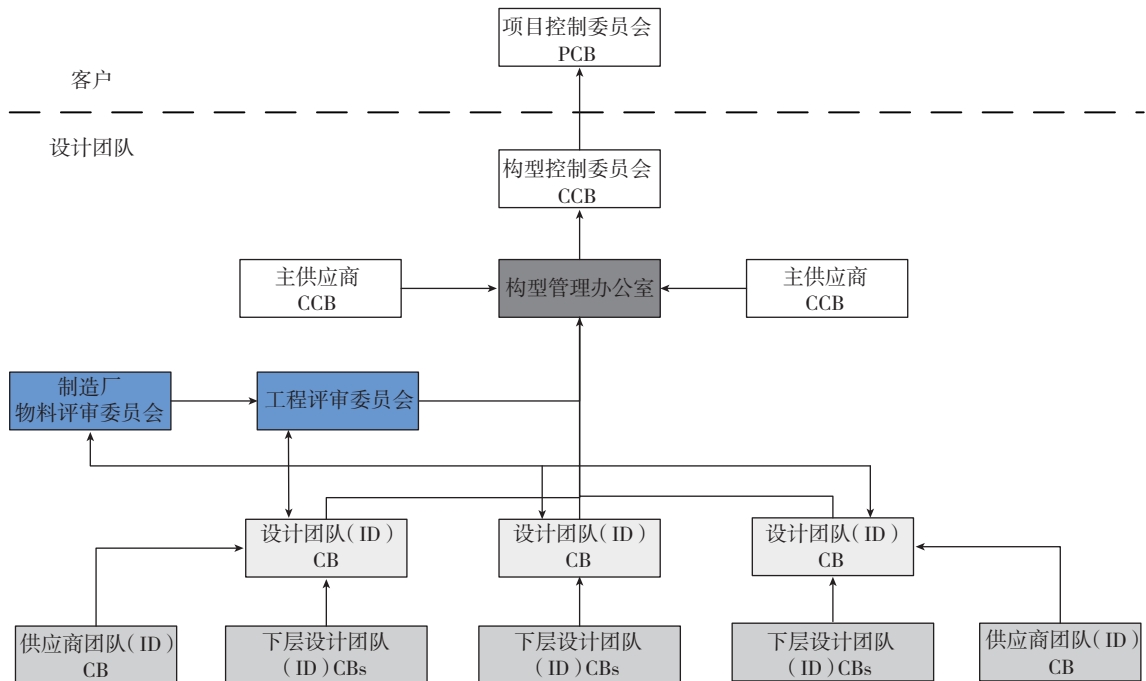 项目控制委员会
PCB
客户
设计团队
构型控制委员会
CCB
主供应商
CCB
构型管理办公室
主供应商
CCB
制造厂
物料评审委员会
工程评审委员会
设计团队(ID)
CB
设计团队(ID)
CB
设计团队(ID)
CB
供应商团队(ID)
CB
下层设计团队
(ID)CBs
下层设计团队
(ID)CBs
下层设计团队
(ID)CBs
供应商团队(ID)
CB